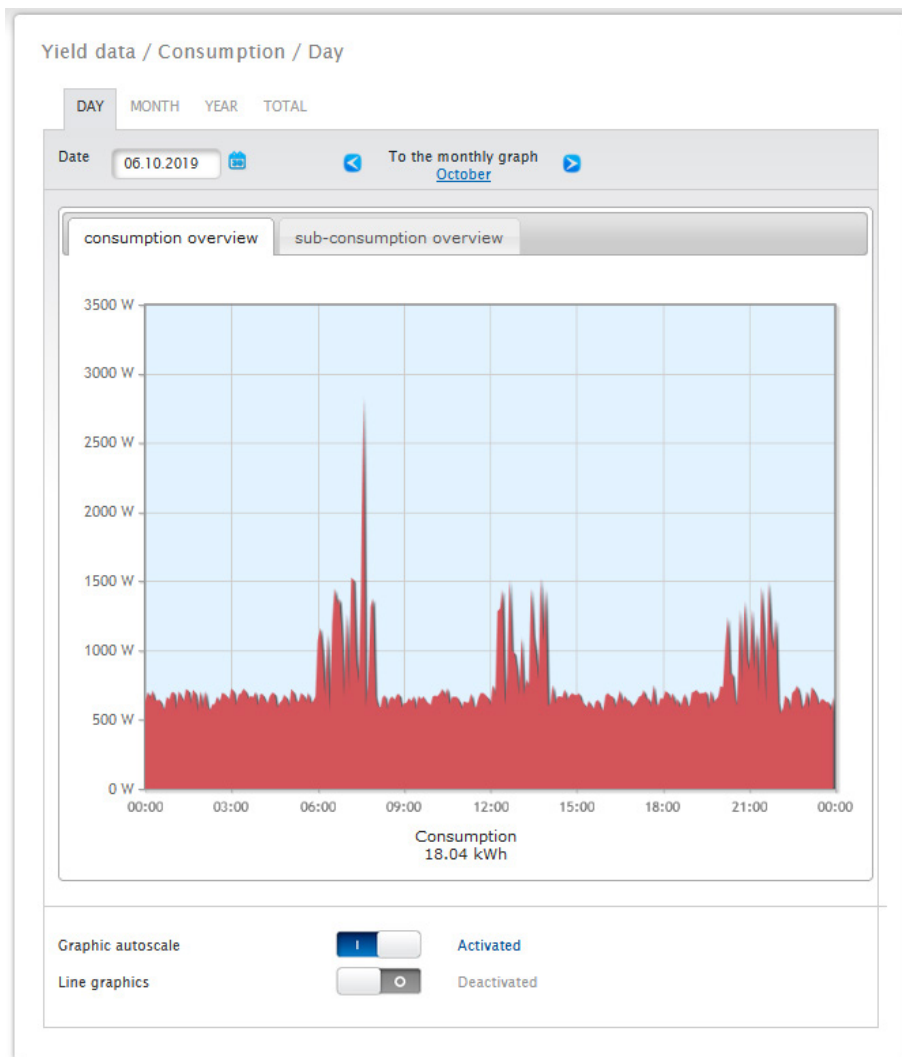 Yield data / Consumption / Day
DAY MONTH YEAR TOTAL
Date 06.10.2019 To the monthly graph
October
consumption overview sub-consumption overview
3500 W
3000 W
2500 W
2000 W
1500 W
1000 W
500 W
0 W
00:00 03:00 06:00 09:00 12:00 15:00 18:00 21:00 00:00
Consumption
18.04 kWh
Graphic autoscale I Activated
Line graphics O Deactivated